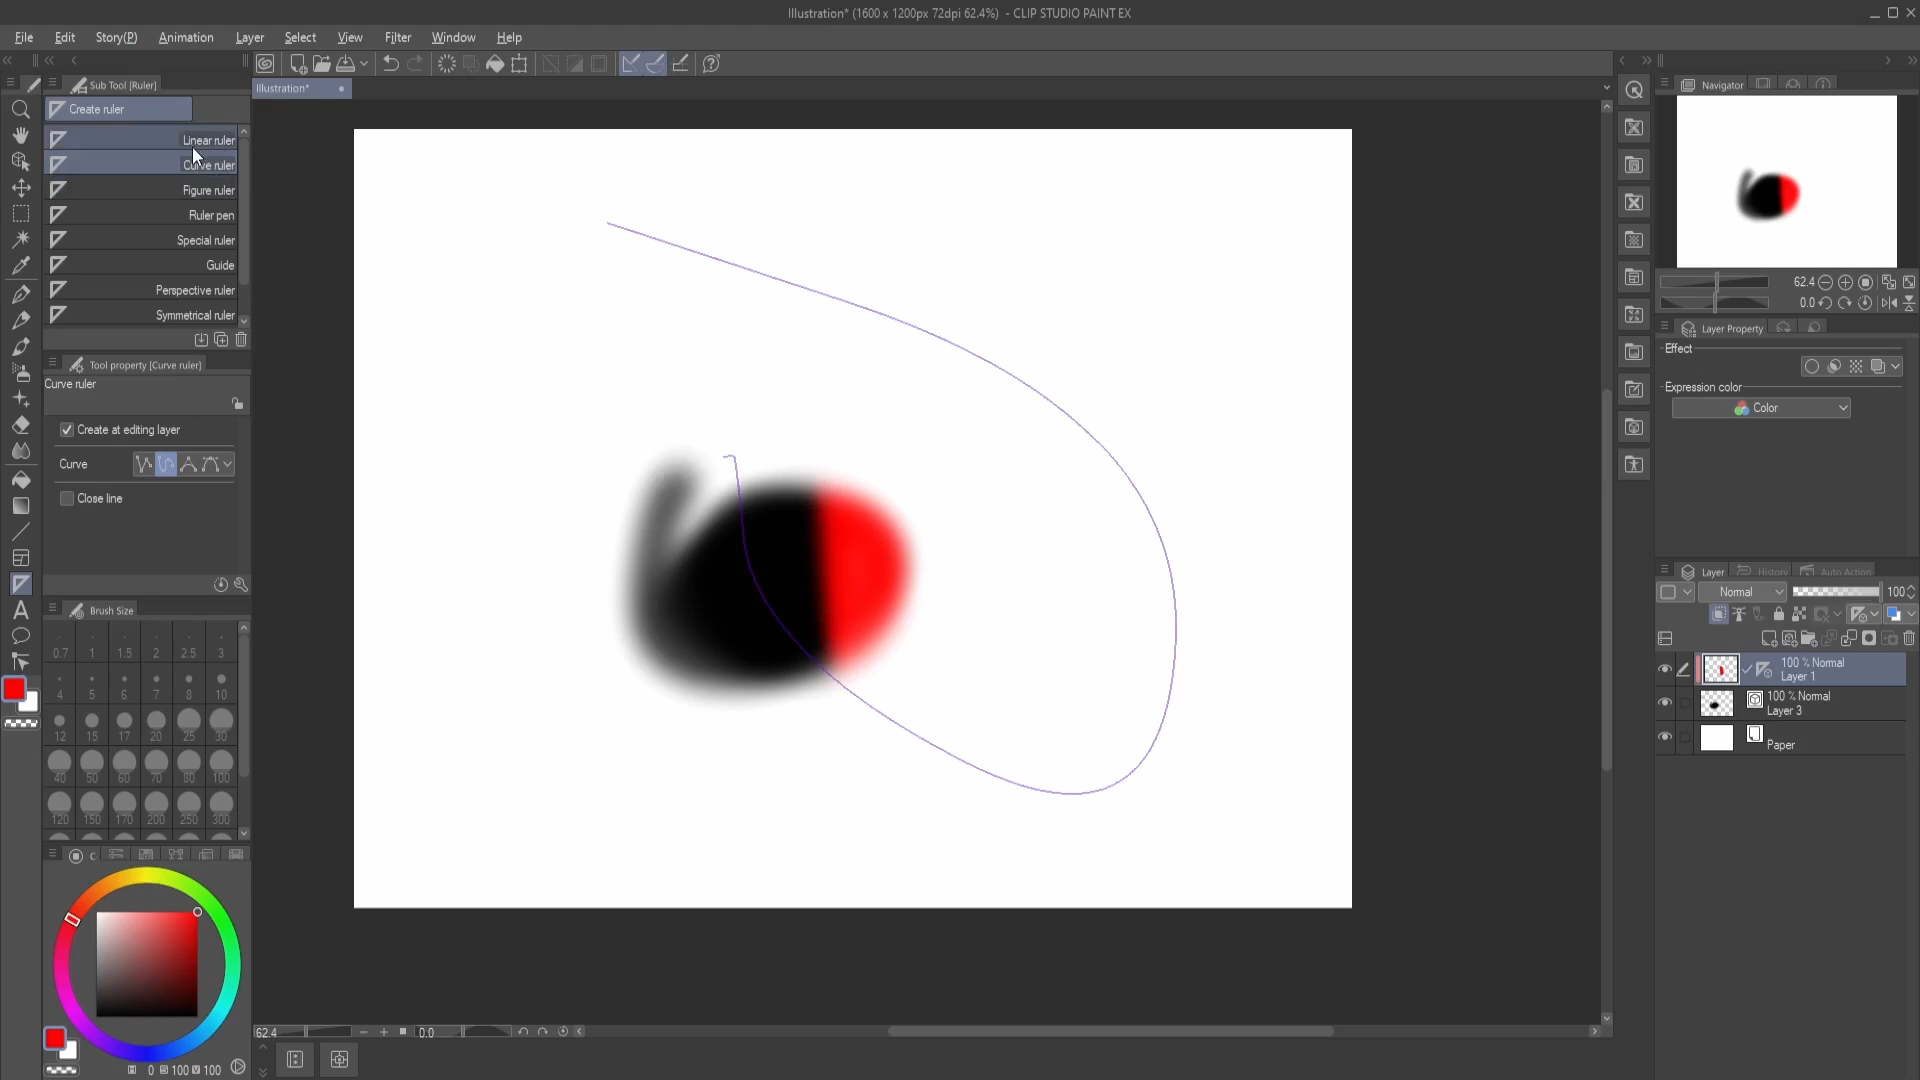 Illustration* (1600 x 1200px 72dpi 62.4%) - CLIP STUDIO PAINT EX
File Edit Story(P) Animation Layer Select View Filter Window Help
Sub Tool [Ruler]
Create ruler
Linear ruler
Curve ruler
Figure ruler
Ruler pen
Special ruler
Guide
Perspective ruler
Symmetrical ruler
Tool property [Curve ruler]
Curve ruler
Create at editing layer
Curve
Close line
Brush Size
0.7 1 1.5 2 2.5 3
4 5 6 7 8 10
12 15 17 20 25 30
40 50 60 70 80 100
120 150 170 200 250 300
0 100 100
Illustration*
62.4 0.0
Navigator
62.4
0.0
Layer Property
Effect
Expression color
Color
Layer History Auto Action
Normal 100
100 % Normal
Layer 1
100 % Normal
Layer 3
Paper